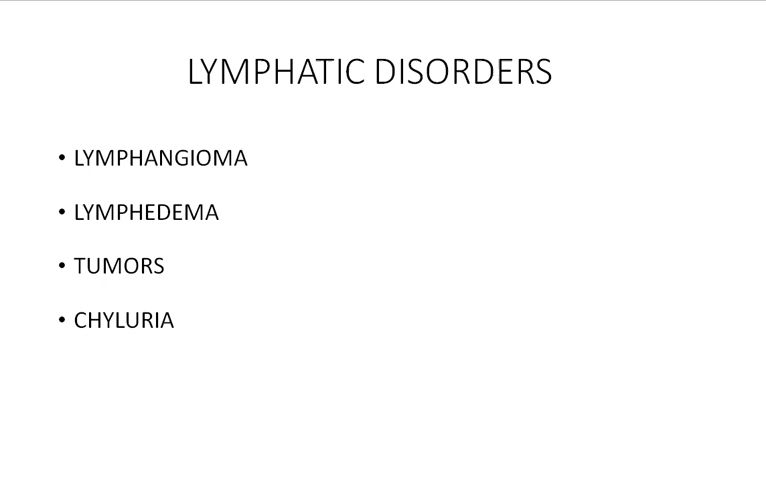 LYMPHATIC DISORDERS
• LYMPHANGIOMA
• LYMPHEDEMA
• TUMORS
• CHYLURIA